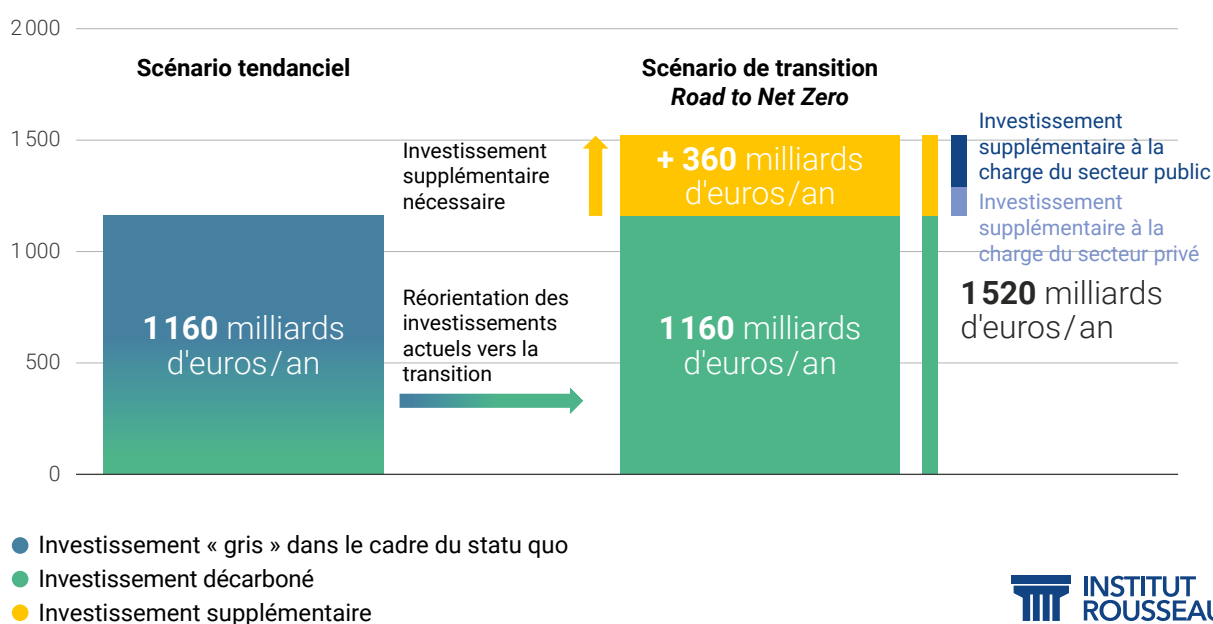 2 000
Scénario tendanciel
Scénario de transition
Road to Net Zero
1 500
Investissement
supplémentaire
nécessaire
+ 360 milliards
d'euros/an
Investissement
supplémentaire à la
charge du secteur public
Investissement
supplémentaire à la
charge du secteur privé
1 000
1 160 milliards
d'euros/an
Réorientation des
investissements
actuels vers la
transition
1 160 milliards
d'euros/an
1 520 milliards
d'euros/an
500
0
Investissement « gris » dans le cadre du statu quo
Investissement décarboné
Investissement supplémentaire
INSTITUT
ROUSSEAU